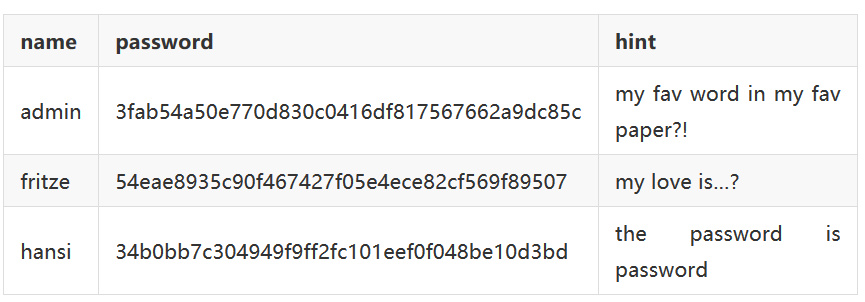 name password hint
admin 3fab54a50e770d830c0416df817567662a9dc85c my fav word in my fav
paper?!
fritze 54eae8935c90f467427f05e4ece82cf569f89507 my love is…?
hansi 34b0bb7c304949f9ff2fc101eef0f048be10d3bd the password is
password